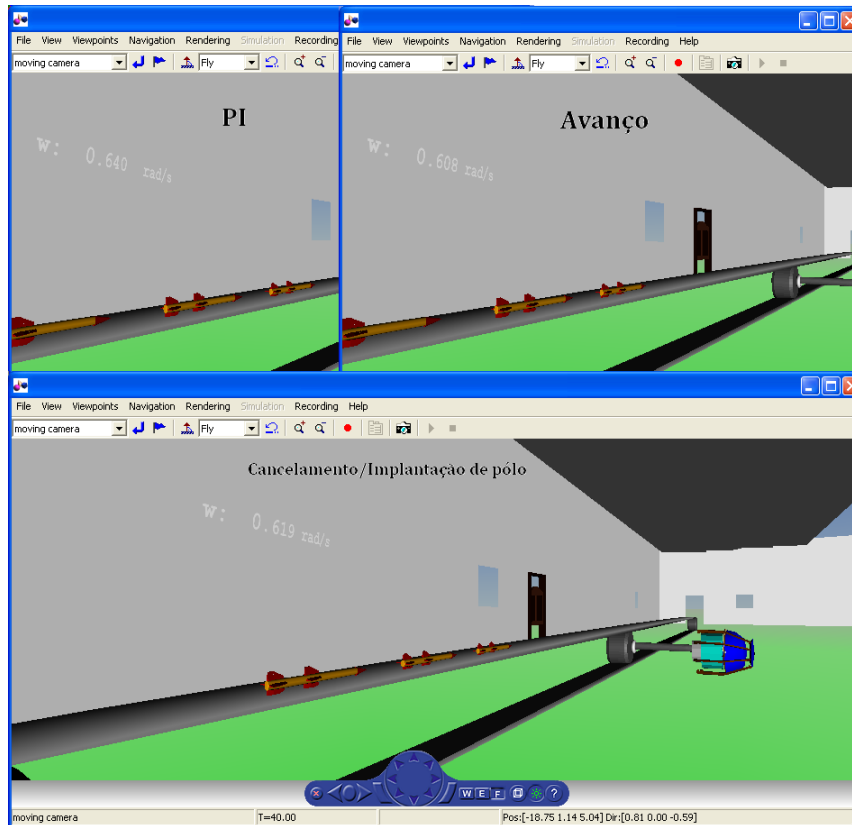 File View Viewpoints Navigation Rendering Simulation Recording
moving camera Fly
PI
w: 0.640 rad/s
File View Viewpoints Navigation Rendering Simulation Recording Help
moving camera Fly
Avanço
w: 0.608 rad/s
File View Viewpoints Navigation Rendering Simulation Recording Help
moving camera Fly
Cancelamento/Implantação de pólo
w: 0.619 rad/s
W E F ?
moving camera T=40.00 Pos:[-18.75 1.14 5.04] Dir:[0.81 0.00 -0.59]